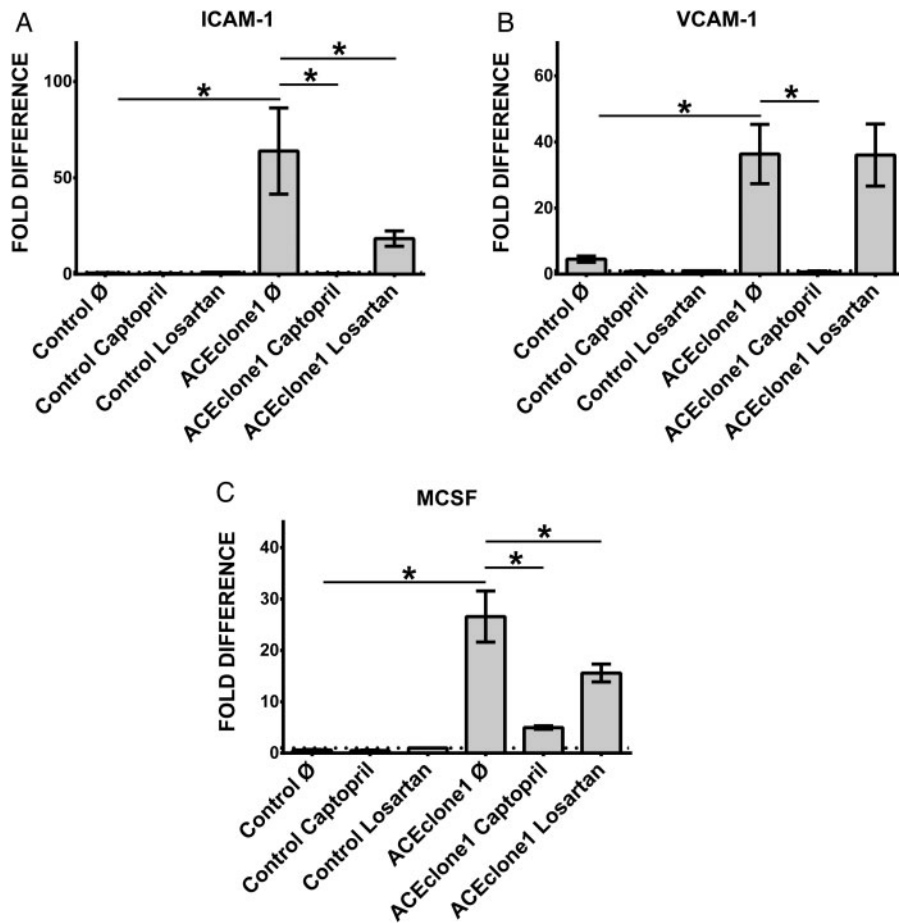 A
ICAM-1
FOLD DIFFERENCE
100
50
0
*
*
*
Control Ø
Control Captopril
Control Losartan
ACEclone1 Ø
ACEclone1 Captopril
ACEclone1 Losartan
B
VCAM-1
FOLD DIFFERENCE
60
40
20
0
*
*
Control Ø
Control Captopril
Control Losartan
ACEclone1 Ø
ACEclone1 Captopril
ACEclone1 Losartan
C
MCSF
FOLD DIFFERENCE
40
30
20
10
0
*
*
*
Control Ø
Control Captopril
Control Losartan
ACEclone1 Ø
ACEclone1 Captopril
ACEclone1 Losartan